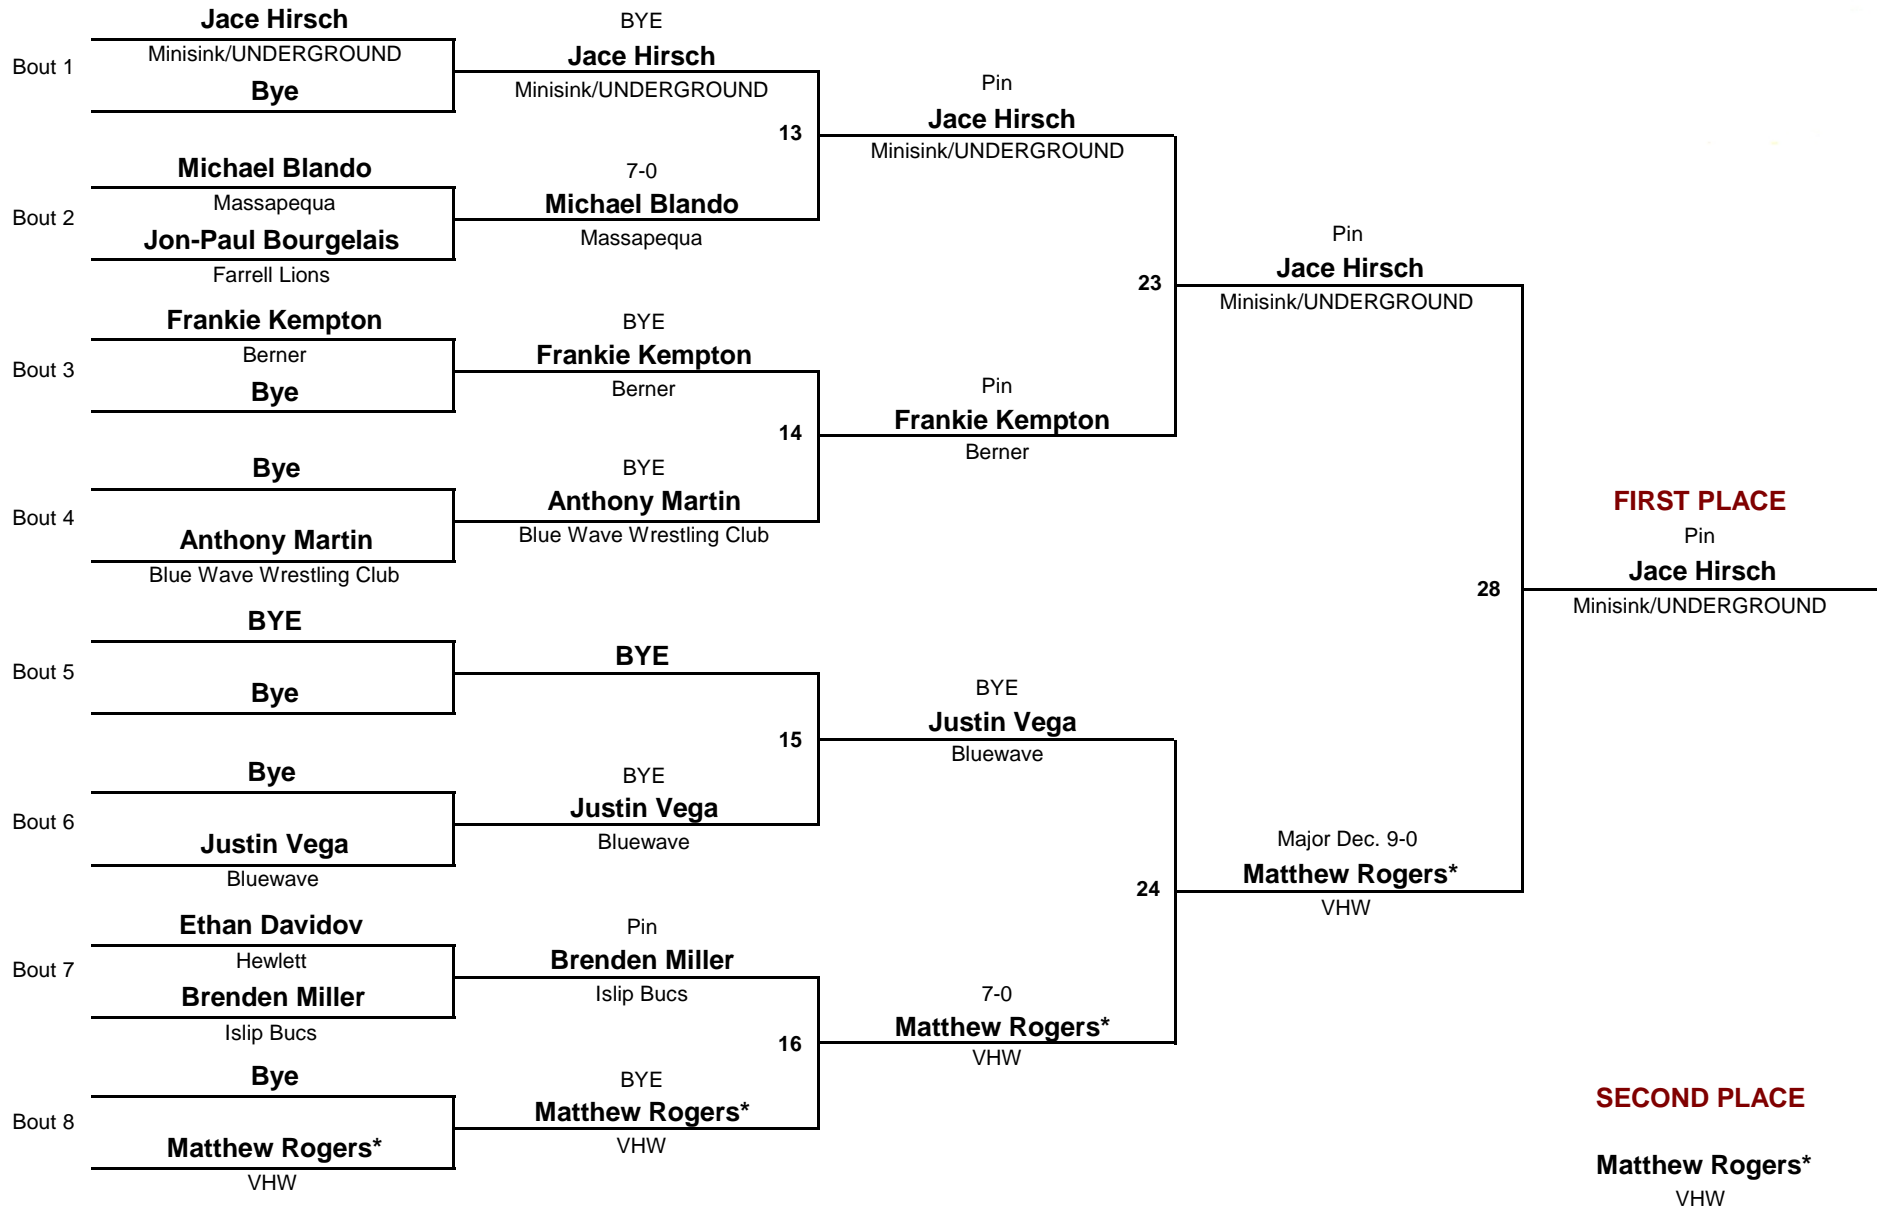 Jace Hirsch
Bout 1
Minisink/UNDERGROUND
Bye
Michael Blando
Bout 2
Massapequa
Jon-Paul Bourgelais
Farrell Lions
Frankie Kempton
Bout 3
Berner
Bye
Bye
Bout 4
Anthony Martin
Blue Wave Wrestling Club
BYE
Bout 5
Bye
Bye
Bout 6
Justin Vega
Bluewave
Ethan Davidov
Bout 7
Hewlett
Brenden Miller
Islip Bucs
Bye
Bout 8
Matthew Rogers*
VHW
BYE
Jace Hirsch
Minisink/UNDERGROUND
13
7-0
Michael Blando
Massapequa
BYE
Frankie Kempton
Berner
14
BYE
Anthony Martin
Blue Wave Wrestling Club
BYE
15
BYE
Justin Vega
Bluewave
Pin
Brenden Miller
Islip Bucs
16
BYE
Matthew Rogers*
VHW
Pin
Jace Hirsch
Minisink/UNDERGROUND
23
Pin
Frankie Kempton
Berner
BYE
Justin Vega
Bluewave
24
7-0
Matthew Rogers*
VHW
Pin
Jace Hirsch
Minisink/UNDERGROUND
28
Major Dec. 9-0
Matthew Rogers*
VHW
FIRST PLACE
Pin
Jace Hirsch
Minisink/UNDERGROUND
SECOND PLACE
Matthew Rogers*
VHW